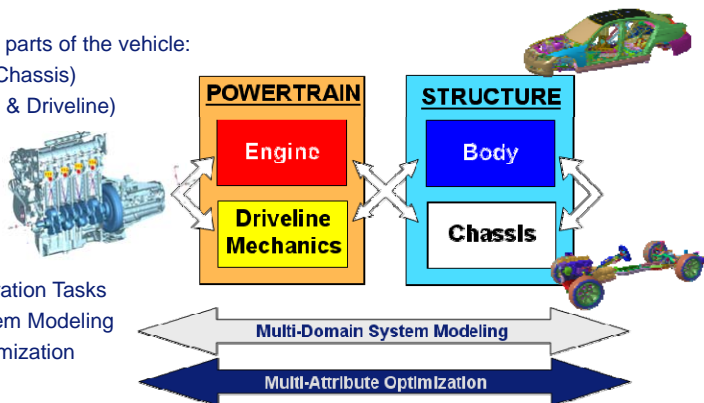 parts of the vehicle:
Chassis)
& Driveline)
POWERTRAIN
STRUCTURE
Engine
Body
Driveline
Mechanics
Chassis
ration Tasks
em Modeling
mization
Multi-Domain System Modeling
Multi-Attribute Optimization